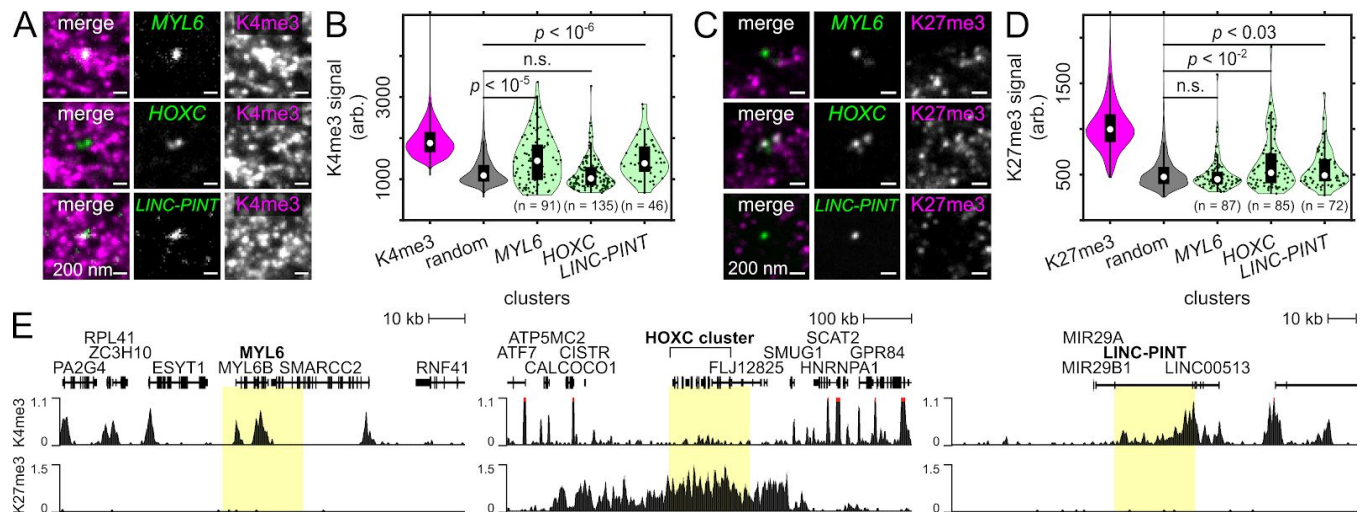 A
merge
MYL6
K4me3
merge
HOXC
K4me3
merge
LINC-PINT
K4me3
200 nm
B
K4me3 signal
(arb.)
3000
1000
p < 10-6
n.s.
p < 10-5
(n = 91)
(n = 135)
(n = 46)
K4me3
random
MYL6
HOXC
LINC-PINT
clusters
C
merge
MYL6
K27me3
merge
HOXC
K27me3
merge
LINC-PINT
K27me3
200 nm
D
K27me3 signal
(arb.)
1500
500
p < 0.03
p < 10-2
n.s.
(n = 87)
(n = 85)
(n = 72)
K27me3
random
MYL6
HOXC
LINC-PINT
clusters
E
10 kb
RPL41
ZC3H10
MYL6
PA2G4
ESYT1
MYL6B
SMARCC2
RNF41
100 kb
ATP5MC2
HOXC cluster
SCAT2
ATF7
CISTR
SMUG1
GPR84
CALCOCO1
FLJ12825
HNRNPA1
10 kb
MIR29A
LINC-PINT
MIR29B1
LINC00513
K4me3
1.1
0
1.1
0
1.1
0
K27me3
1.5
0
1.5
0
1.5
0